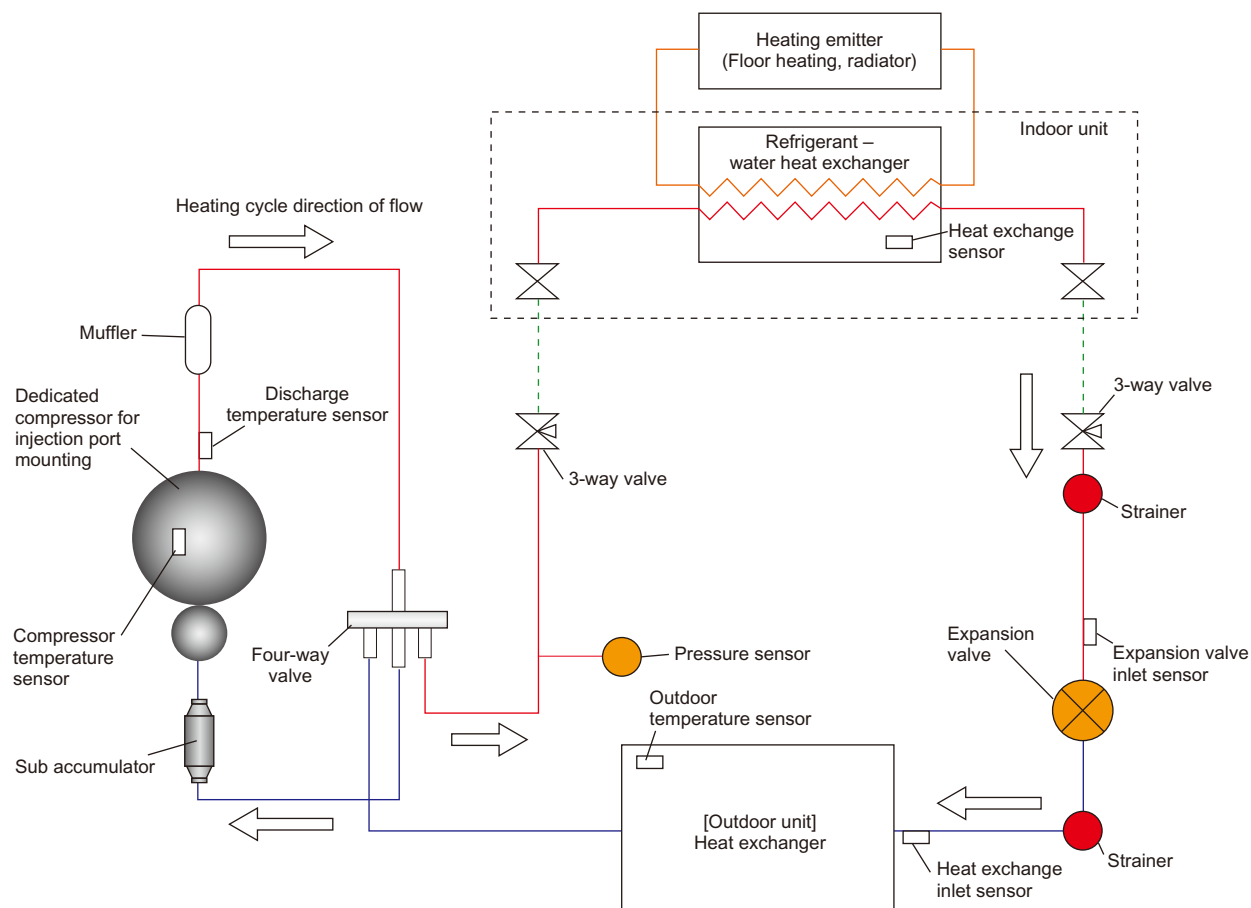 Heating emitter
(Floor heating, radiator)
Indoor unit
Refrigerant –
water heat exchanger
Heating cycle direction of flow
Heat exchange
sensor
Muffler
Discharge
temperature sensor
Dedicated
compressor for
injection port
mounting
3-way valve
3-way valve
Strainer
Compressor
temperature
sensor
Four-way
valve
Pressure sensor
Expansion
valve
Expansion valve
inlet sensor
Outdoor
temperature sensor
Sub accumulator
[Outdoor unit]
Heat exchanger
Heat exchange
inlet sensor
Strainer